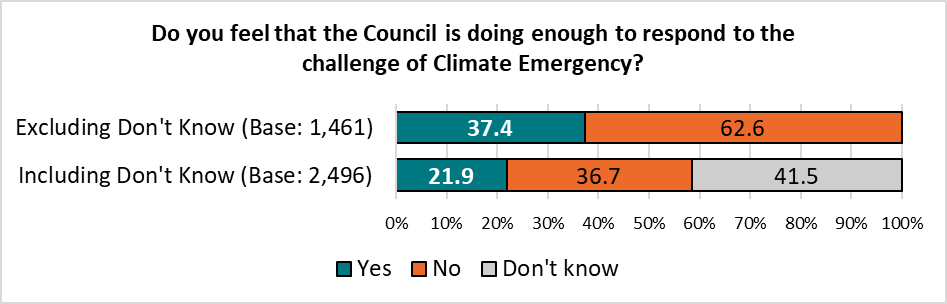 Do you feel that the Council is doing enough to respond to the
challenge of Climate Emergency?
Excluding Don't Know (Base: 1,461) 37.4 62.6
Including Don't Know (Base: 2,496) 21.9 36.7 41.5
0% 10% 20% 30% 40% 50% 60% 70% 80% 90% 100%
Yes No Don't know